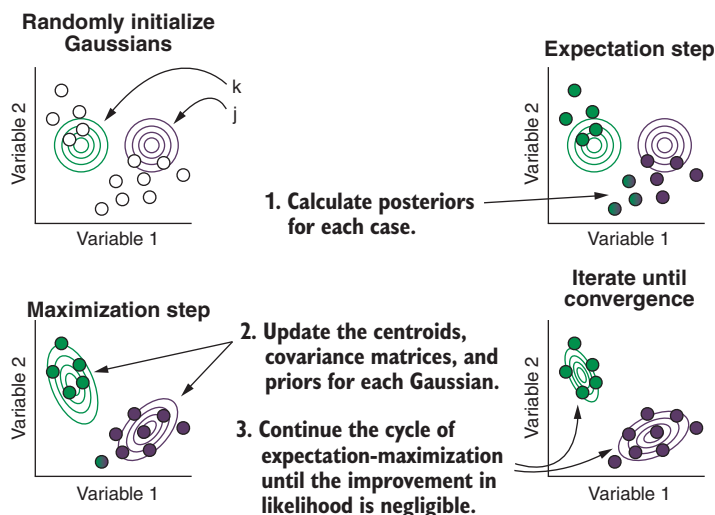 Randomly initialize
Gaussians
k
j
Variable 2
Variable 1
Expectation step
Variable 2
Variable 1
1. Calculate posteriors
for each case.
Maximization step
Variable 2
Variable 1
2. Update the centroids,
covariance matrices, and
priors for each Gaussian.
Iterate until
convergence
Variable 2
Variable 1
3. Continue the cycle of
expectation-maximization
until the improvement in
likelihood is negligible.